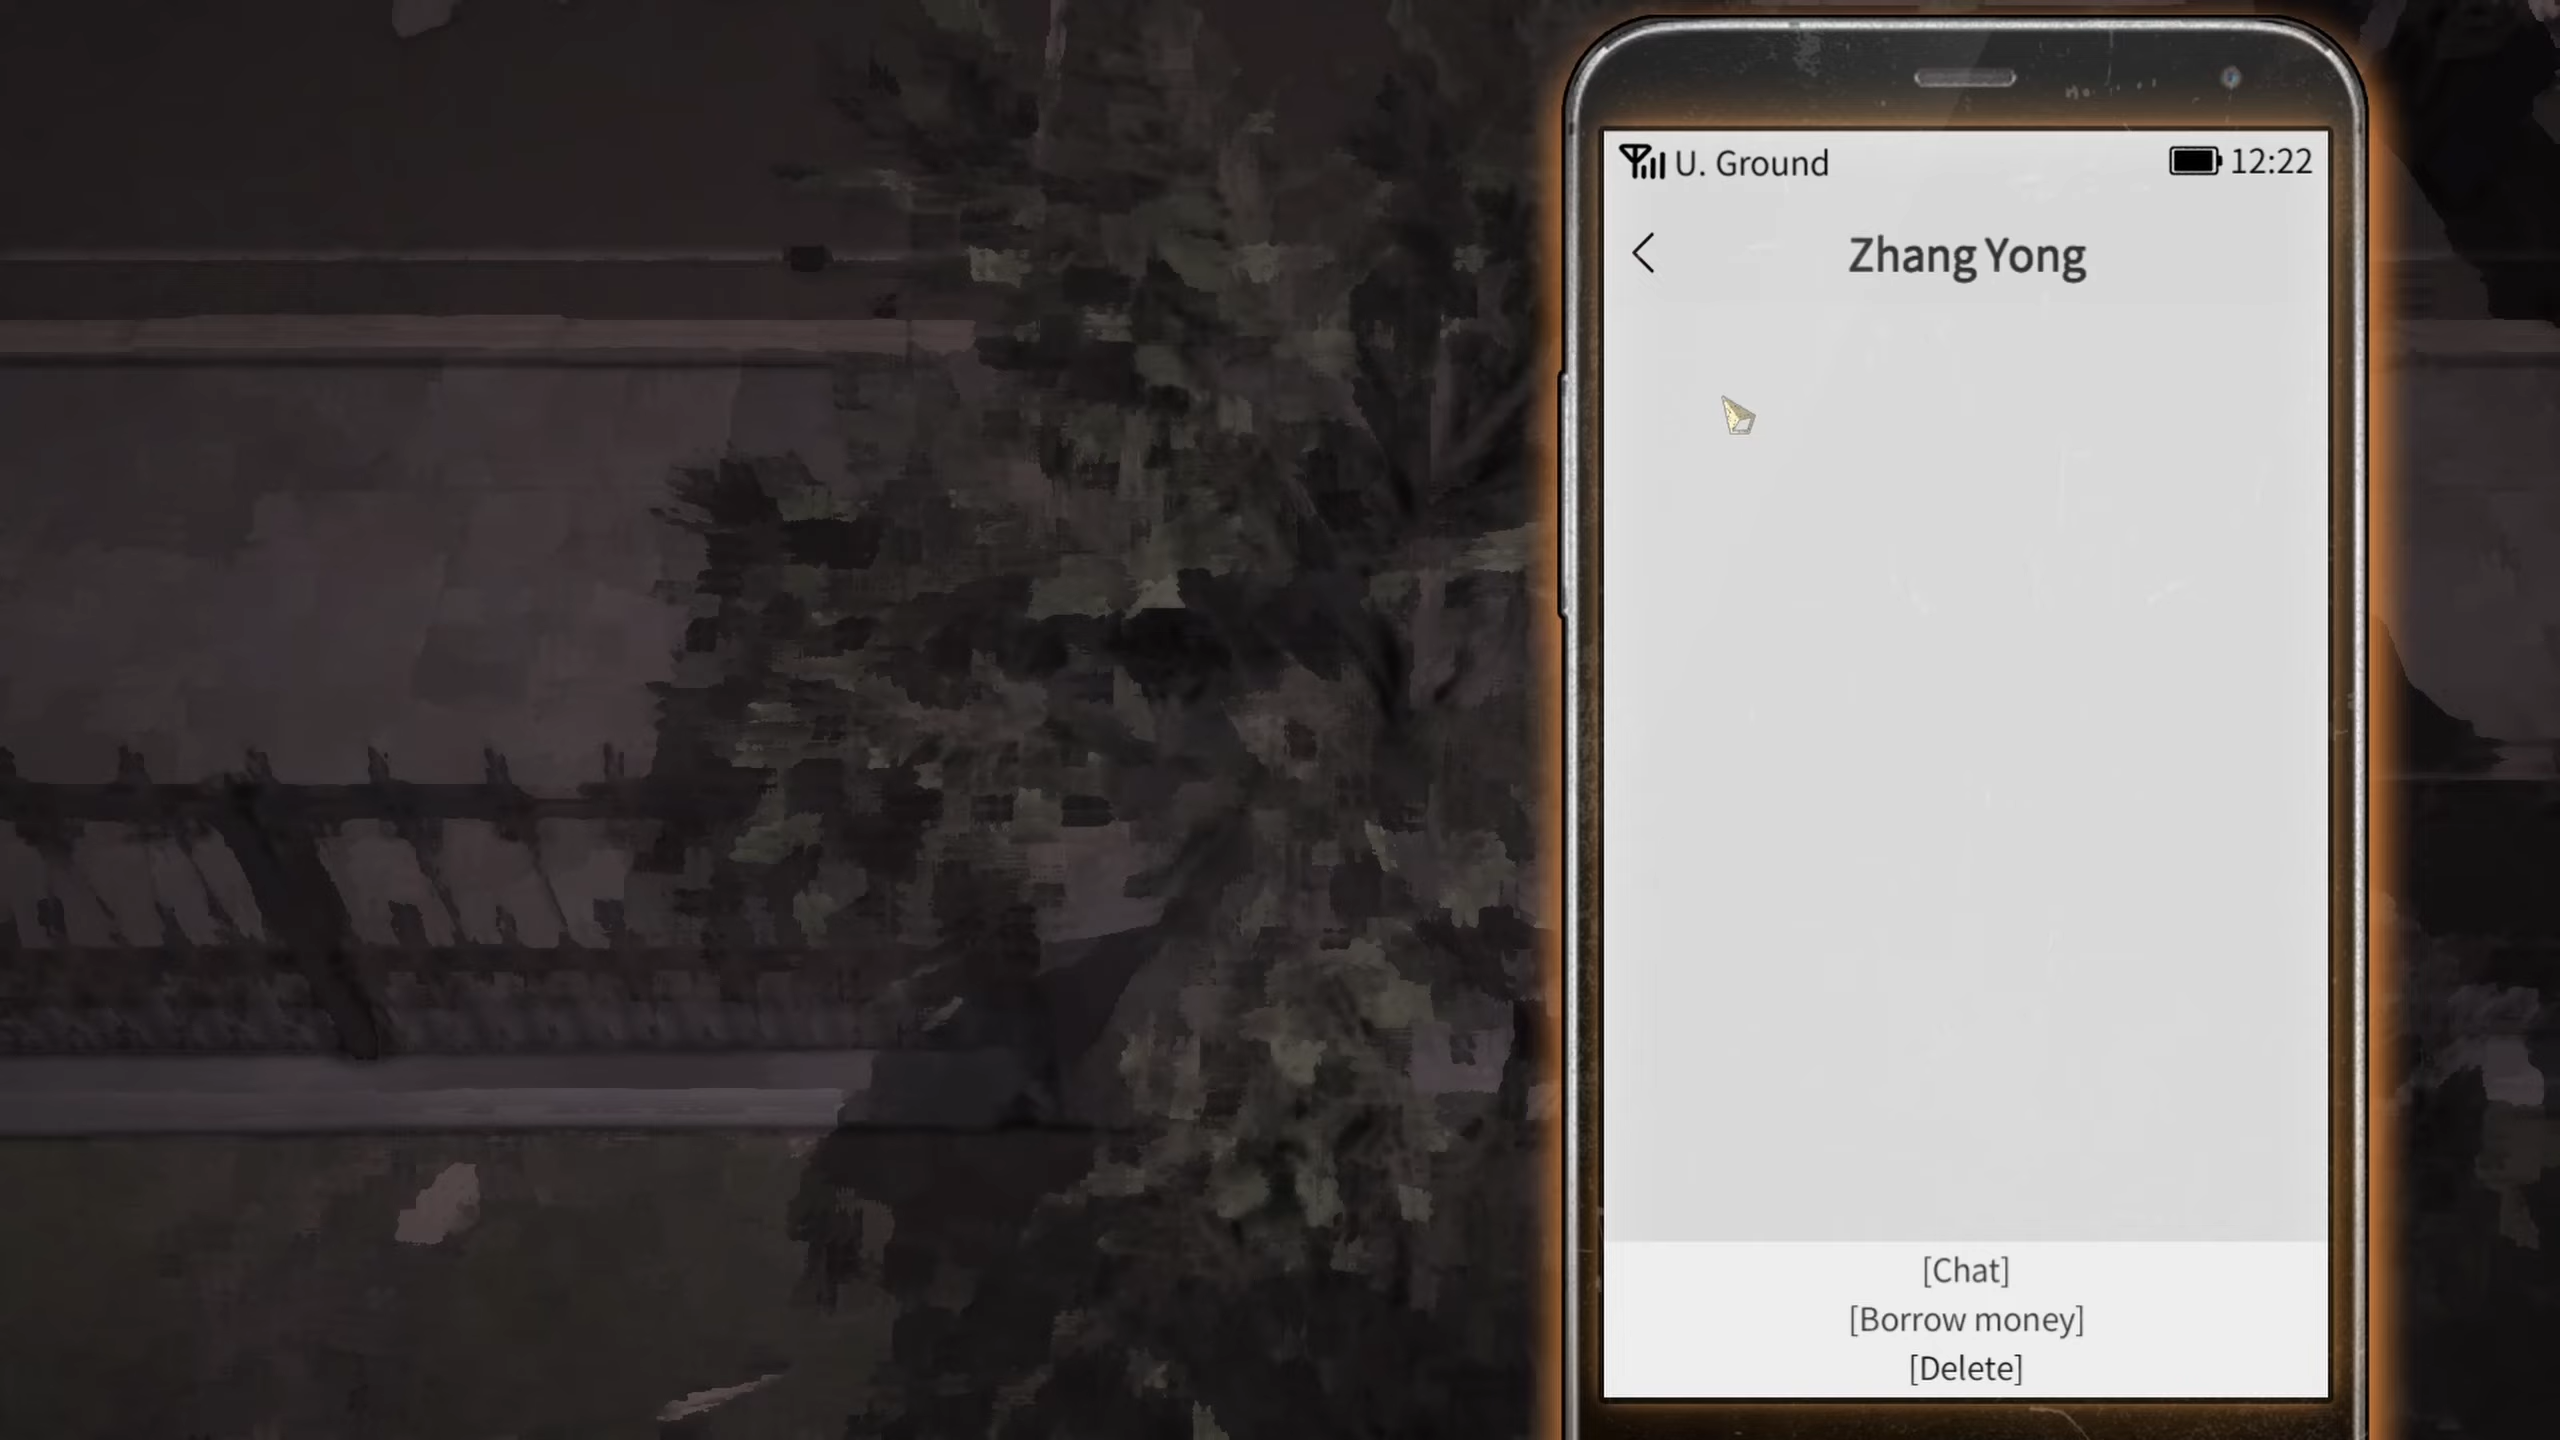 U. Ground 12:22
Zhang Yong
[Chat]
[Borrow money]
[Delete]